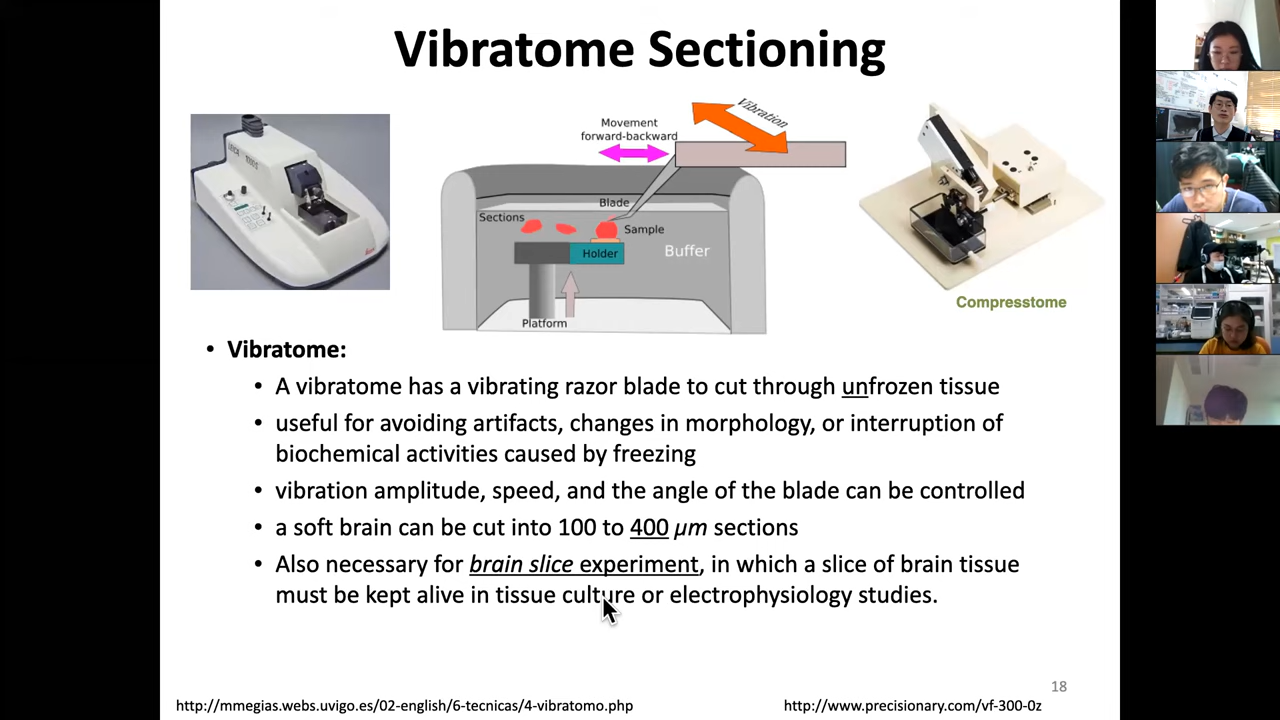 Vibratome Sectioning
Vibration
Movement
forward-backward
Blade
Sections
Sample
Holder
Buffer
Platform
Compresstome
• Vibratome:
• A vibratome has a vibrating razor blade to cut through unfrozen tissue
• useful for avoiding artifacts, changes in morphology, or interruption of
biochemical activities caused by freezing
• vibration amplitude, speed, and the angle of the blade can be controlled
• a soft brain can be cut into 100 to 400 µm sections
• Also necessary for brain slice experiment, in which a slice of brain tissue
must be kept alive in tissue culture or electrophysiology studies.
18
http://mmegias.webs.uvigo.es/02-english/6-tecnicas/4-vibratomo.php
http://www.precisionary.com/vf-300-0z